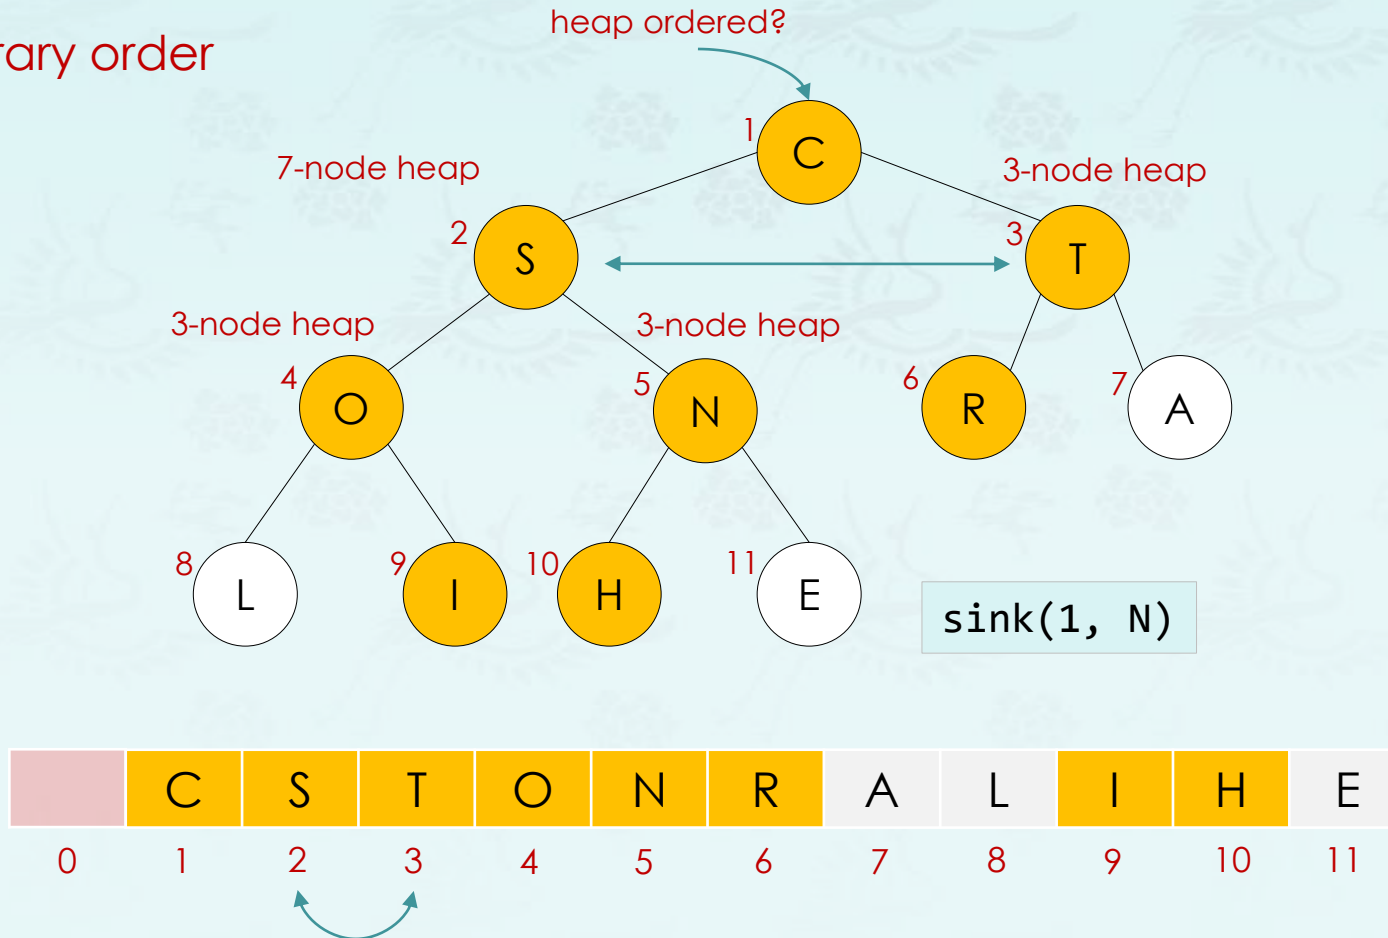 heap ordered?
rary order
1
C
7-node heap
3-node heap
2
S
3
T
3-node heap
3-node heap
4
O
5
N
6
R
7
A
8
L
9
I
10
H
11
E
sink(1, N)
C S T O N R A L I H E
0 1 2 3 4 5 6 7 8 9 10 11